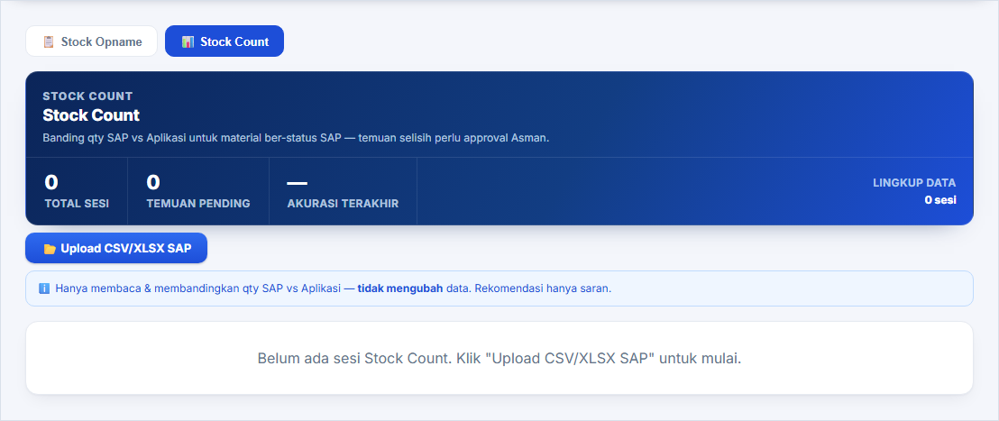 Stock Opname
Stock Count
STOCK COUNT
Stock Count
Banding qty SAP vs Aplikasi untuk material ber-status SAP — temuan selisih perlu approval Asman.
0
TOTAL SESI
0
TEMUAN PENDING
—
AKURASI TERAKHIR
LINGKUP DATA
0 sesi
Upload CSV/XLSX SAP
Hanya membaca & membandingkan qty SAP vs Aplikasi — tidak mengubah data. Rekomendasi hanya saran.
Belum ada sesi Stock Count. Klik "Upload CSV/XLSX SAP" untuk mulai.